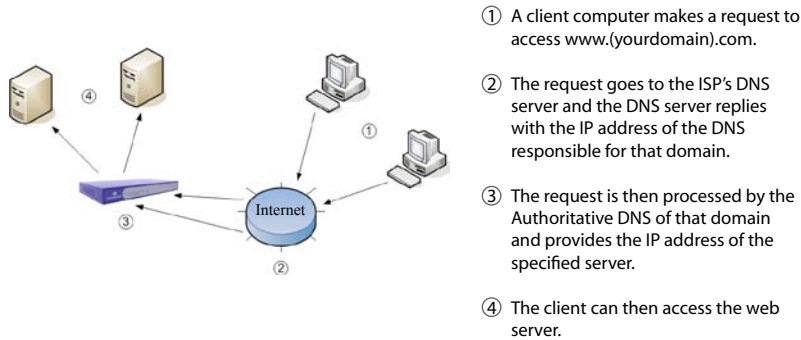 ④
①
③
Internet
②
① A client computer makes a request to
access www.(yourdomain).com.
② The request goes to the ISP's DNS
server and the DNS server replies
with the IP address of the DNS
responsible for that domain.
③ The request is then processed by the
Authoritative DNS of that domain
and provides the IP address of the
specified server.
④ The client can then access the web
server.